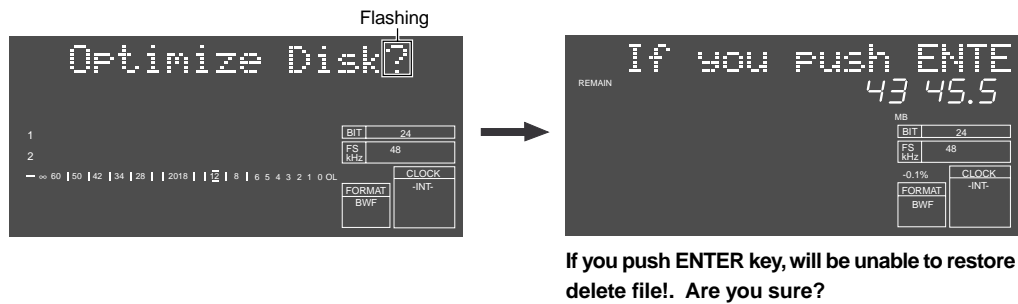 Flashing
Optimize Disk?
1
2
∞ 60 50 42 34 28 2018 12 8 6 5 4 3 2 1 0 OL
BIT 24
FS kHz 48
FORMAT
BWF
CLOCK
-INT-
If you push ENTE
REMAIN
43 45.5
MB
BIT 24
FS kHz 48
-0.1%
FORMAT
BWF
CLOCK
-INT-
If you push ENTER key, will be unable to restore
delete file!. Are you sure?